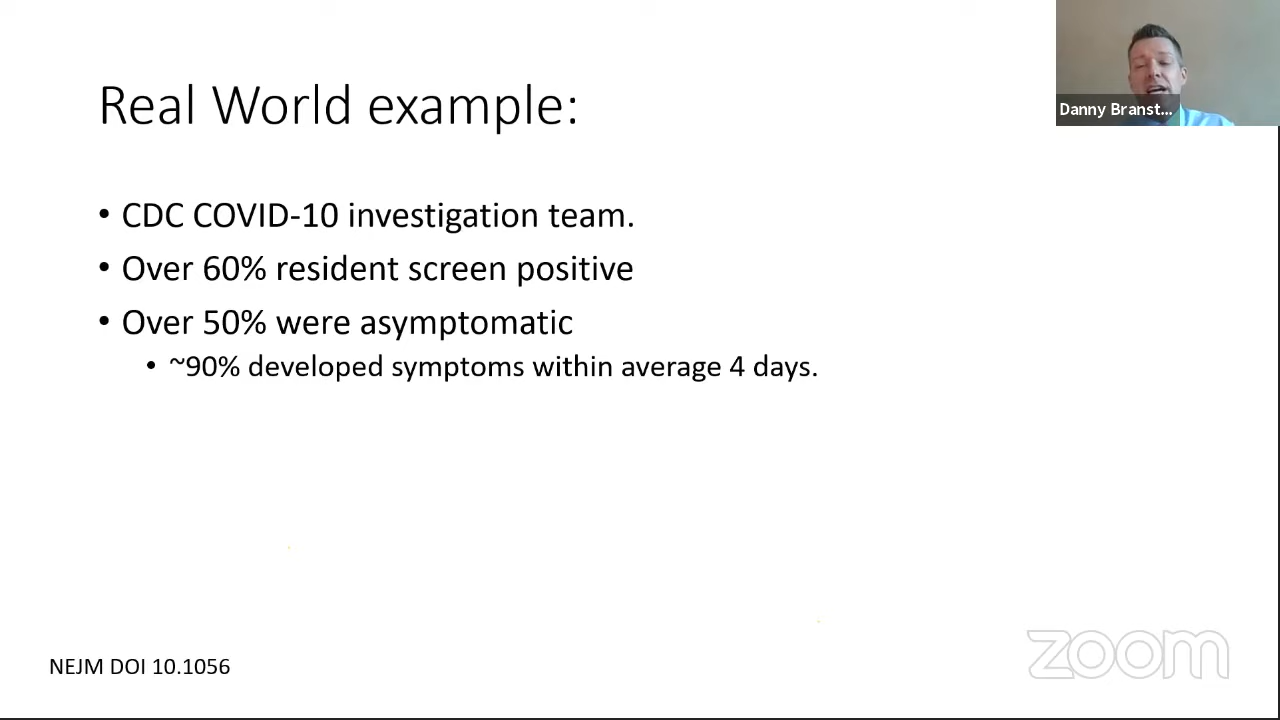 Real World example:
Danny Branst...
• CDC COVID-10 investigation team.
• Over 60% resident screen positive
• Over 50% were asymptomatic
• ~90% developed symptoms within average 4 days.
NEJM DOI 10.1056
zoom